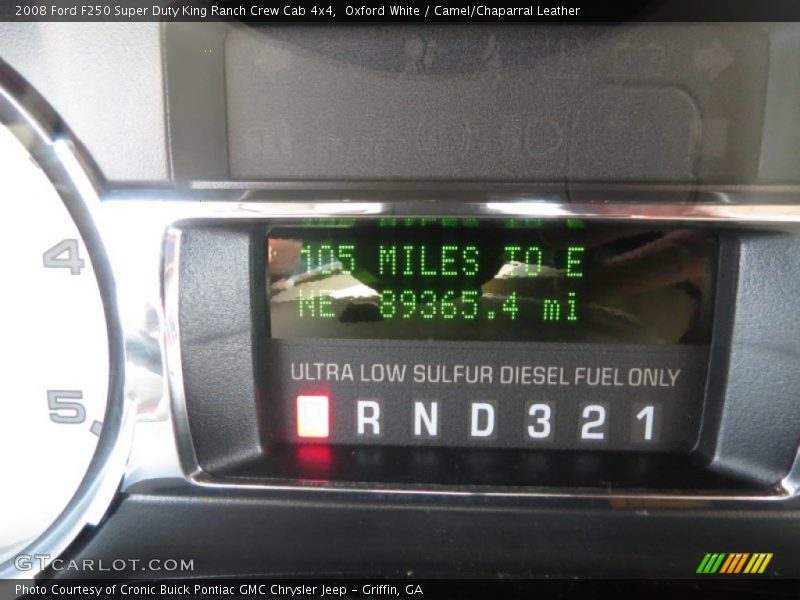 2008 Ford F250 Super Duty King Ranch Crew Cab 4x4, Oxford White / Camel/Chaparral Leather
4
5
105 MILES TO E
NE 89365.4 mi
ULTRA LOW SULFUR DIESEL FUEL ONLY
P R N D 3 2 1
GTCARLOT.COM
Photo Courtesy of Cronic Buick Pontiac GMC Chrysler Jeep - Griffin, GA